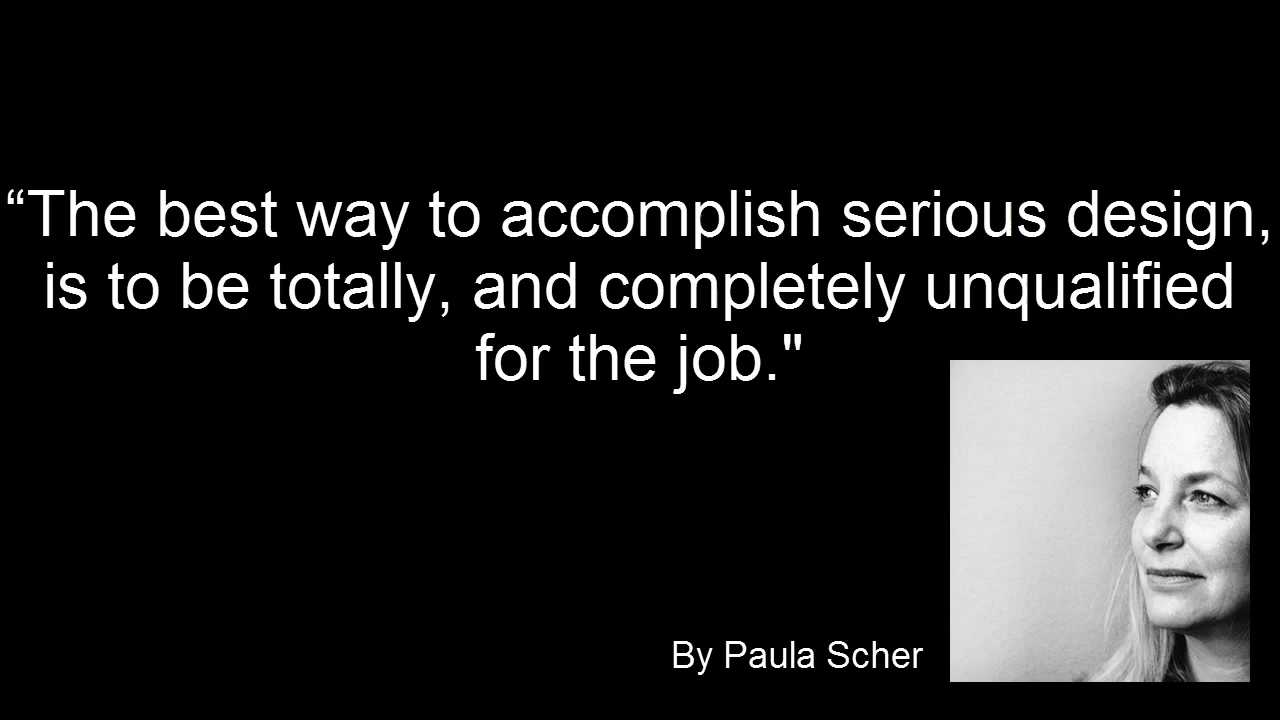 “The best way to accomplish serious design,
is to be totally, and completely unqualified
for the job."
By Paula Scher